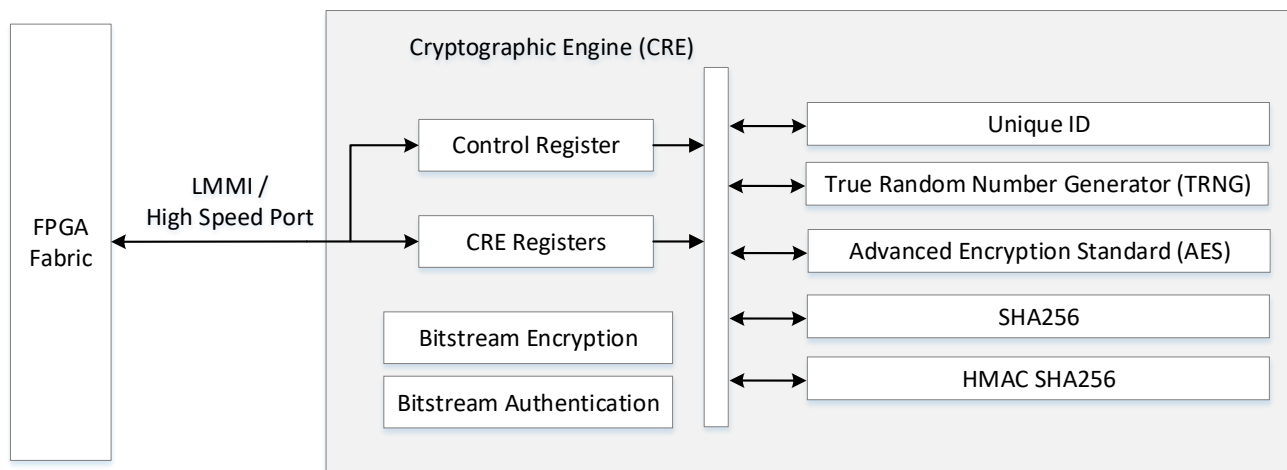 Cryptographic Engine (CRE)
FPGA
Fabric
LMMI /
High Speed Port
Control Register
CRE Registers
Bitstream Encryption
Bitstream Authentication
Unique ID
True Random Number Generator (TRNG)
Advanced Encryption Standard (AES)
SHA256
HMAC SHA256